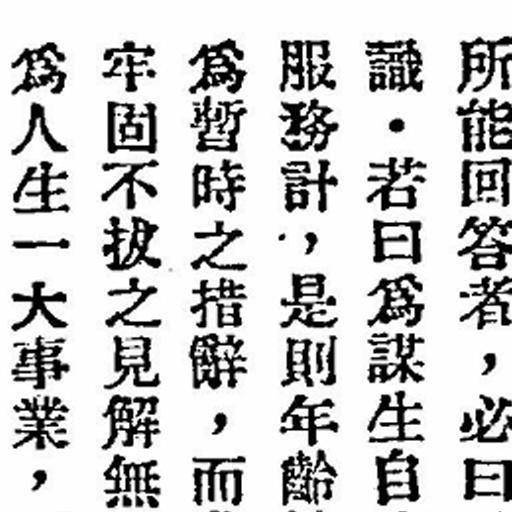 所能回答者，必曰
識・若曰爲謀生自
服務計，是則年齡
爲暫時之措辭，而
牢固不拔之見解無
爲人生一大事業，